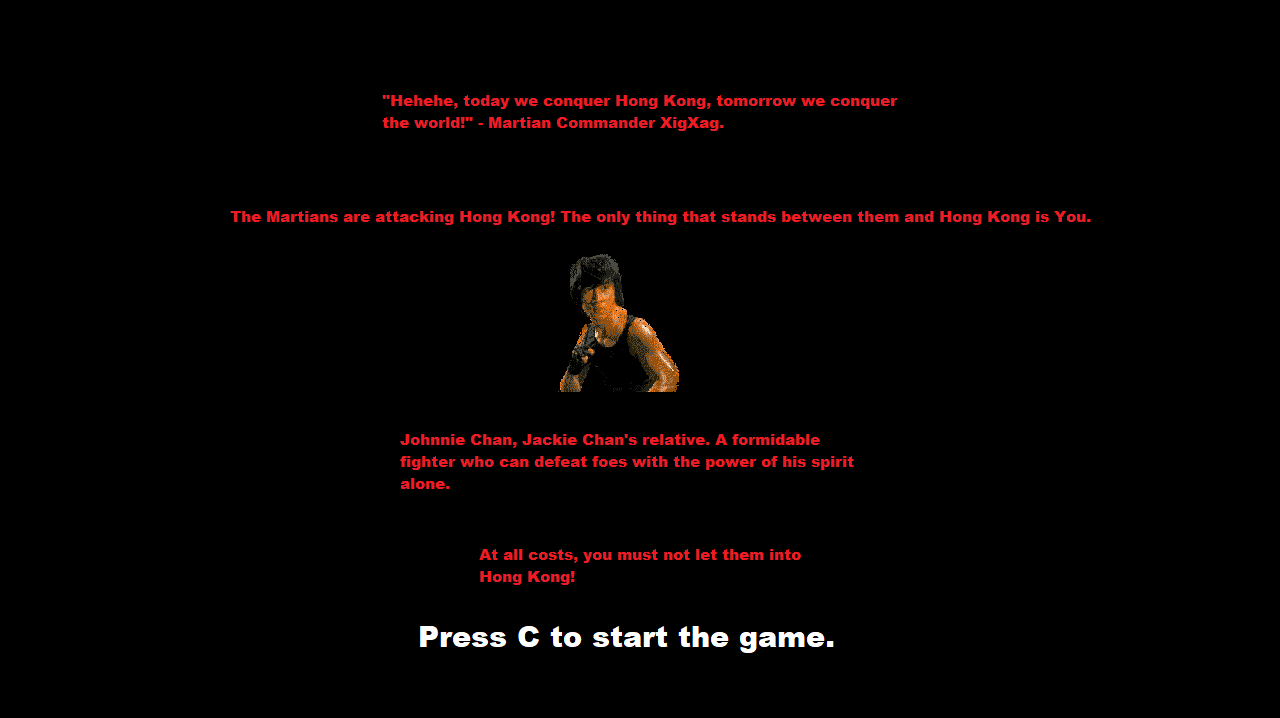 "Hehehe, today we conquer Hong Kong, tomorrow we conquer
the world!" - Martian Commander XigXag.
The Martians are attacking Hong Kong! The only thing that stands between them and Hong Kong is You.
Johnnie Chan, Jackie Chan's relative. A formidable
fighter who can defeat foes with the power of his spirit
alone.
At all costs, you must not let them into
Hong Kong!
Press C to start the game.